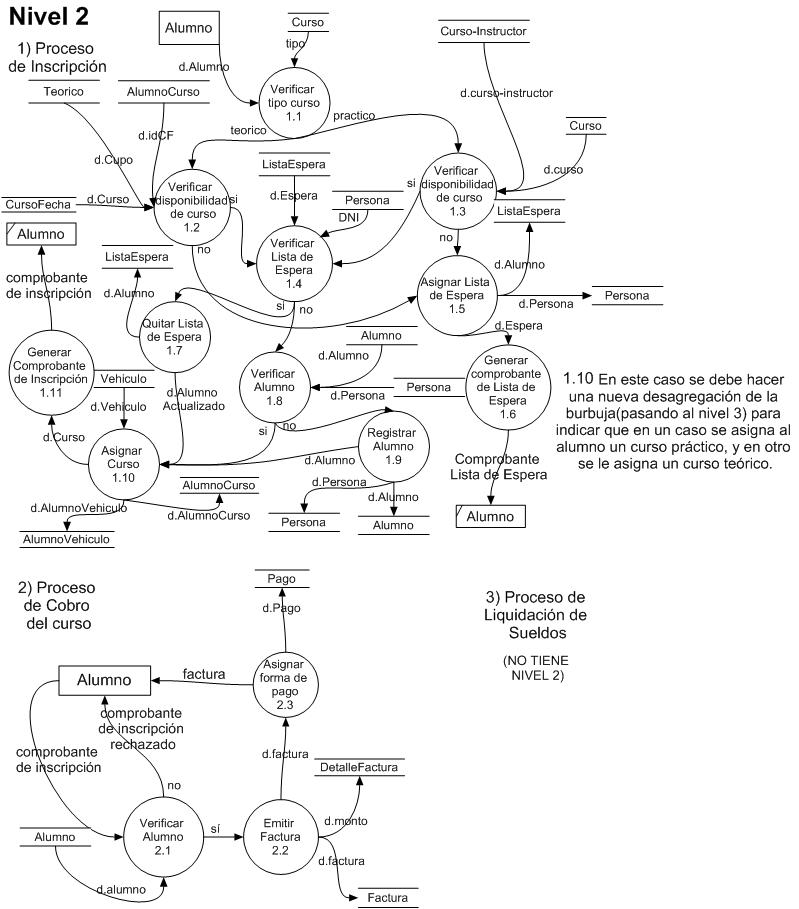 Nivel 2
1) Proceso
de Inscripción
Alumno
Curso
tipo
d.Alumno
Curso-Instructor
d.curso-instructor
Teorico
AlumnoCurso
Verificar
tipo curso
1.1
teorico
practico
Curso
d.curso
d.Cupo
d.idCF
ListaEspera
d.Espera
Persona
DNI
CursoFecha
d.Curso
Verificar
disponibilidad
de curso
1.2
si
no
Verificar
disponibilidad
de curso
1.3
si
no
ListaEspera
d.Alumno
Alumno
comprobante
de inscripción
ListaEspera
d.Alumno
Verificar
Lista de
Espera
1.4
si
no
Asignar Lista
de Espera
1.5
d.Persona
Persona
d.Espera
Quitar Lista
de Espera
1.7
Alumno
d.Alumno
Generar
Comprobante
de Inscripción
1.11
Vehiculo
d.Vehiculo
d.Alumno
Actualizado
Verificar
Alumno
1.8
si
no
Persona
d.Persona
Generar
comprobante
de Lista de
Espera
1.6
1.10 En este caso se debe hacer
una nueva desagregación de la
burbuja(pasando al nivel 3) para
indicar que en un caso se asigna al
alumno un curso práctico, y en otro
se le asigna un curso teórico.
d.Curso
Asignar
Curso
1.10
Registrar
Alumno
1.9
d.Alumno
d.Persona
d.Alumno
Comprobante
Lista de Espera
AlumnoCurso
d.AlumnoVehiculo
d.AlumnoCurso
AlumnoVehiculo
Persona
Alumno
Alumno
2) Proceso
de Cobro
del curso
Pago
d.Pago
3) Proceso de
Liquidación de
Sueldos
(NO TIENE
NIVEL 2)
Alumno
factura
Asignar
forma de
pago
2.3
comprobante
de inscripción
rechazado
comprobante
de inscripción
no
d.factura
DetalleFactura
d.monto
Alumno
d.alumno
Verificar
Alumno
2.1
sí
Emitir
Factura
2.2
d.factura
Factura